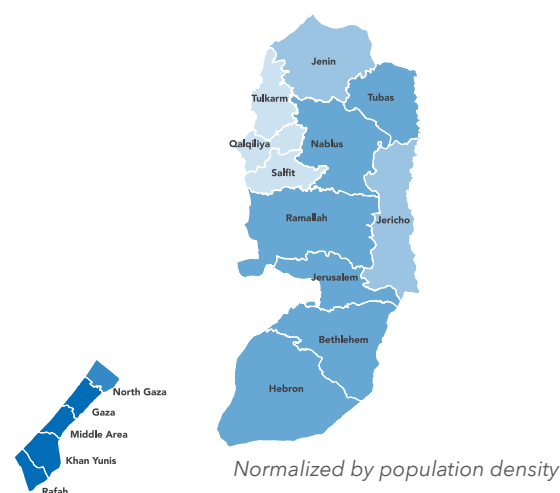 Jenin
Tulkarm
Tubas
Qalqiliya
Nablus
Salfit
Ramallah
Jericho
Jerusalem
Bethlehem
Hebron
North Gaza
Gaza
Middle Area
Khan Yunis
Rafah
Normalized by population density